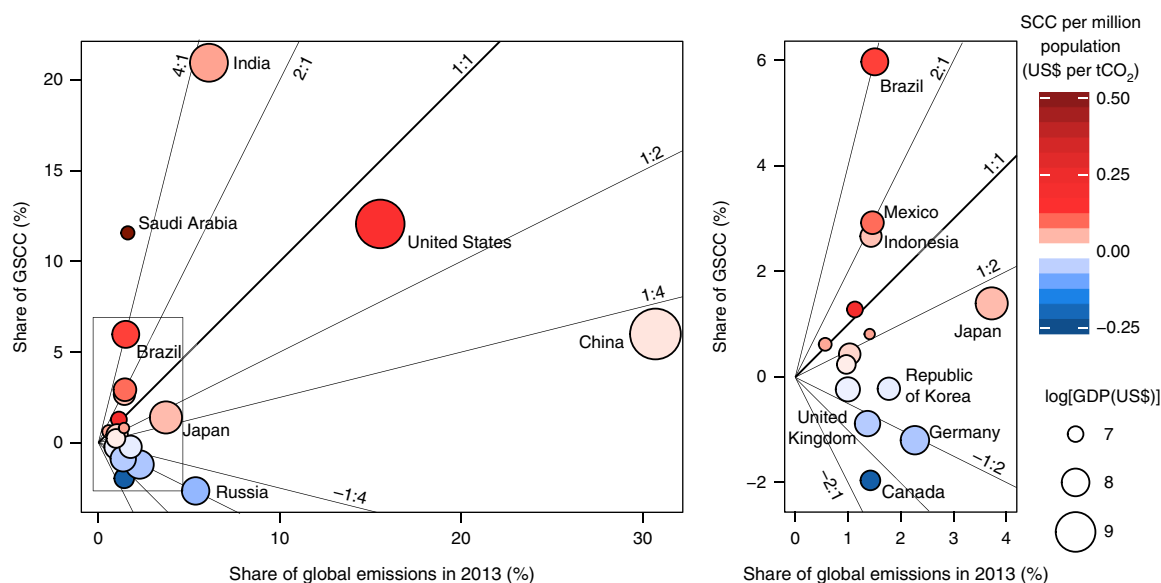 SCC per million
population
(US$ per tCO2)
0.50
0.25
0.00
−0.25
log[GDP(US$)]
7
8
9
Share of GSCC (%)
20
15
10
5
0
0
10
20
30
Share of global emissions in 2013 (%)
4:1
2:1
1:1
1:2
1:4
−1:4
India
Saudi Arabia
United States
Brazil
China
Japan
Russia
Share of GSCC (%)
6
4
2
0
−2
0
1
2
3
4
Share of global emissions in 2013 (%)
2:1
1:1
1:2
−1:2
−2:1
Brazil
Mexico
Indonesia
Japan
Republic
of Korea
United
Kingdom
Germany
Canada